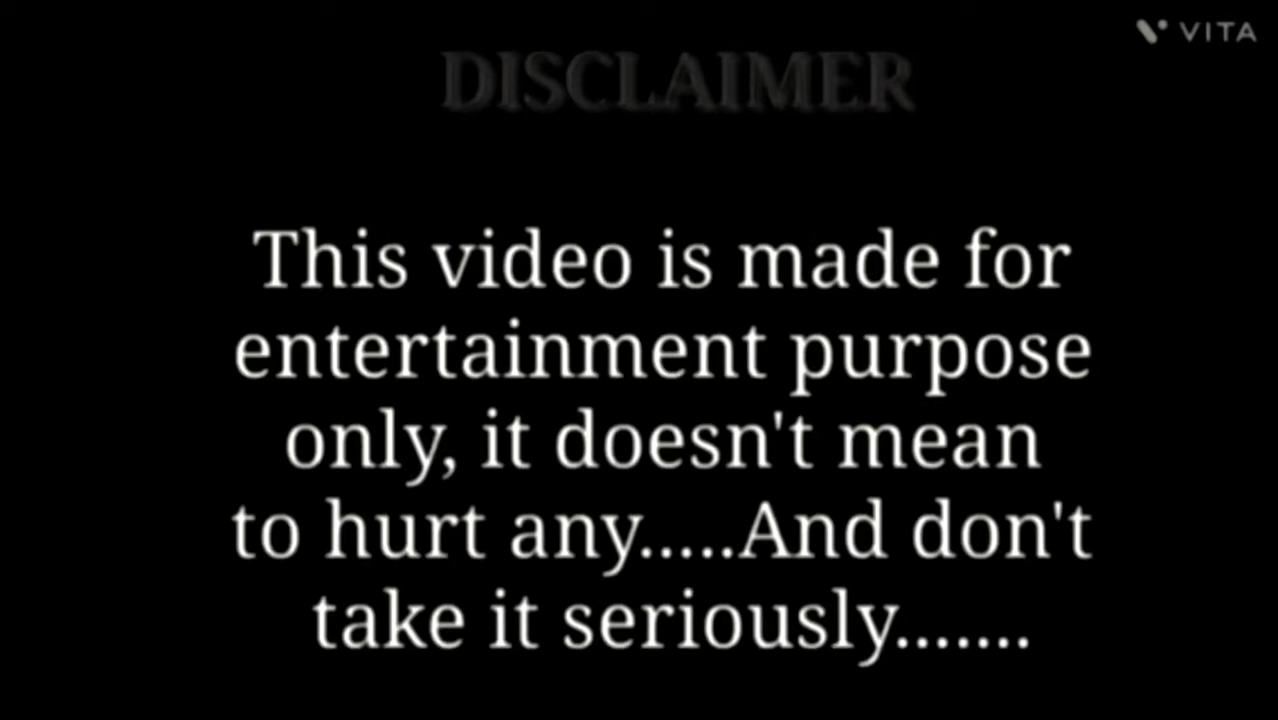 VITA
DISCLAIMER
This video is made for
entertainment purpose
only, it doesn't mean
to hurt any.....And don't
take it seriously.......